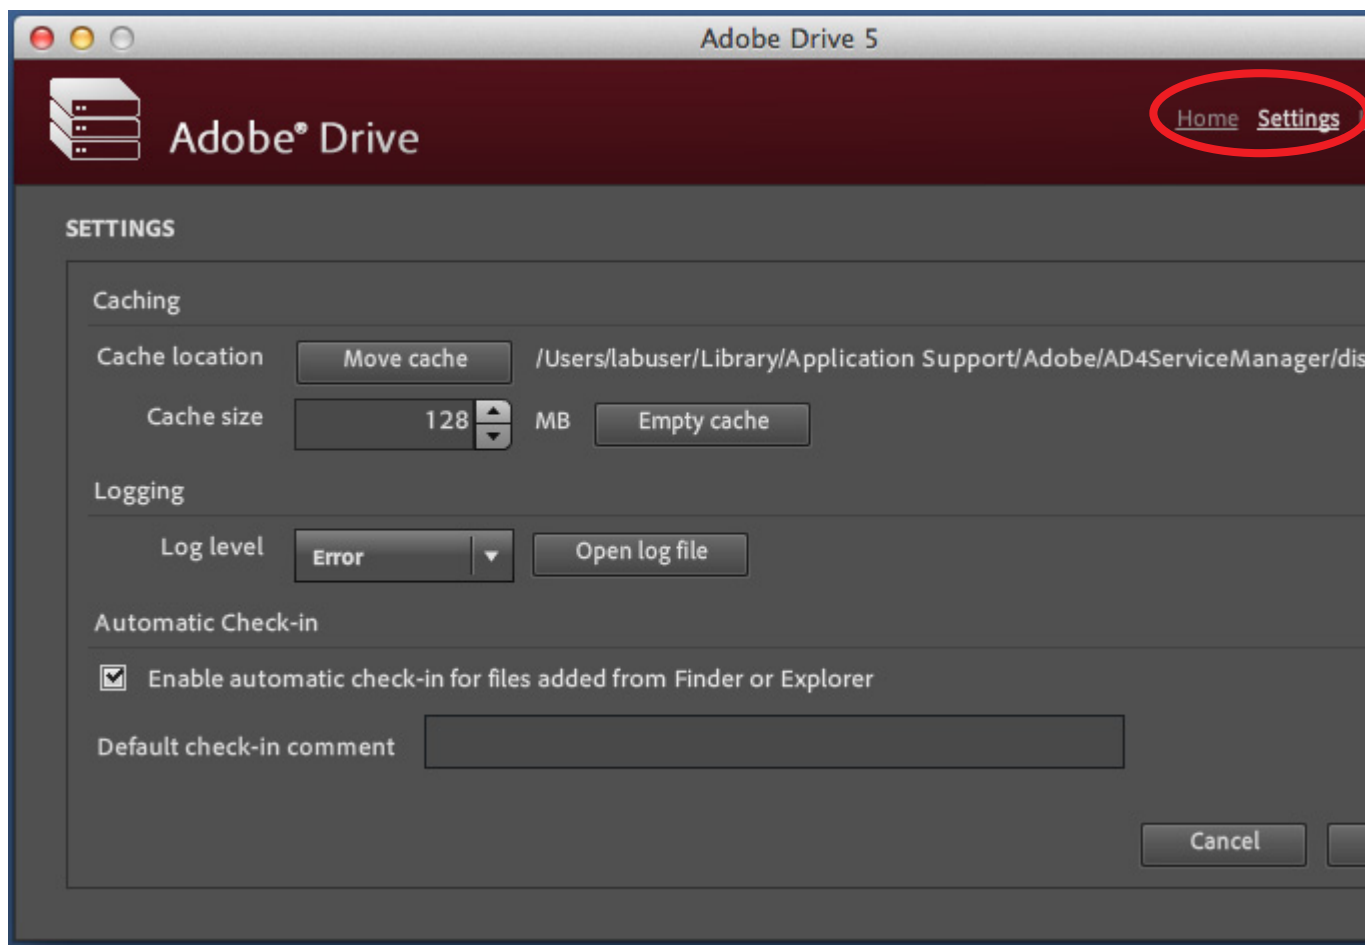 Adobe Drive 5
Adobe® Drive
Home Settings
SETTINGS
Caching
Cache location Move cache /Users/labuser/Library/Application Support/Adobe/AD4ServiceManager/dis
Cache size 128 MB Empty cache
Logging
Log level Error Open log file
Automatic Check-in
Enable automatic check-in for files added from Finder or Explorer
Default check-in comment
Cancel